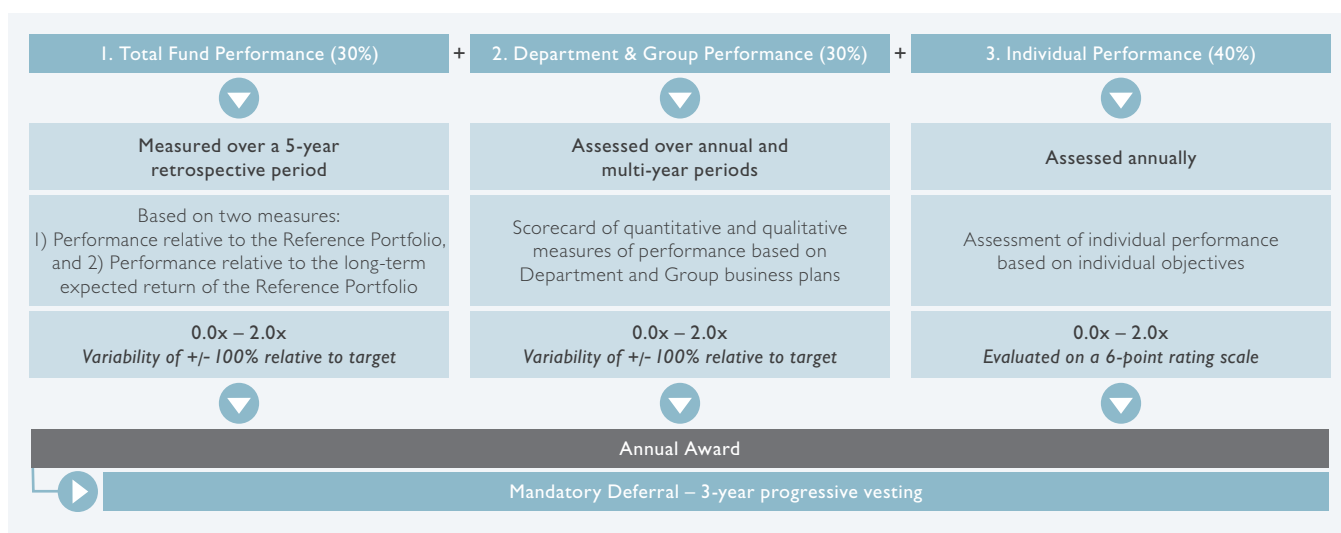 1. Total Fund Performance (30%)
+
2. Department & Group Performance (30%)
+
3. Individual Performance (40%)
Measured over a 5-year
retrospective period
Assessed over annual and
multi-year periods
Assessed annually
Based on two measures:
1) Performance relative to the Reference Portfolio,
and 2) Performance relative to the long-term
expected return of the Reference Portfolio
Scorecard of quantitative and qualitative
measures of performance based on
Department and Group business plans
Assessment of individual performance
based on individual objectives
0.0x – 2.0x
Variability of +/- 100% relative to target
0.0x – 2.0x
Variability of +/- 100% relative to target
0.0x – 2.0x
Evaluated on a 6-point rating scale
Annual Award
Mandatory Deferral – 3-year progressive vesting